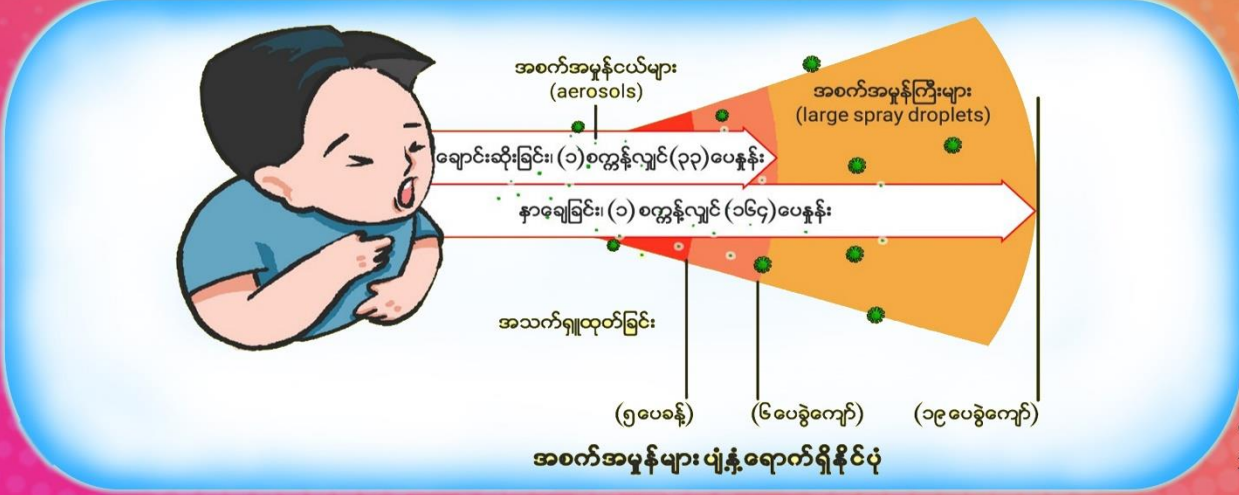 အစက်အမှုန်ငယ်များ
(aerosols)
အစက်အမှုန်ကြီးများ
(large spray droplets)
ချောင်းဆိုးခြင်း၊ (၁)စက္ကန့်လျှင်(၃၃)ပေနှုန်း
နှာချေခြင်း၊ (၁)စက္ကန့်လျှင်(၁၆၄)ပေနှုန်း
အသက်ရှူထုတ်ခြင်း
(၅ပေခန့်) (၆ပေခွဲကျော်) (၁၉ပေခွဲကျော်)
အစက်အမှုန်များ ပျံ့နှံ့ရောက်ရှိနိုင်ပုံ